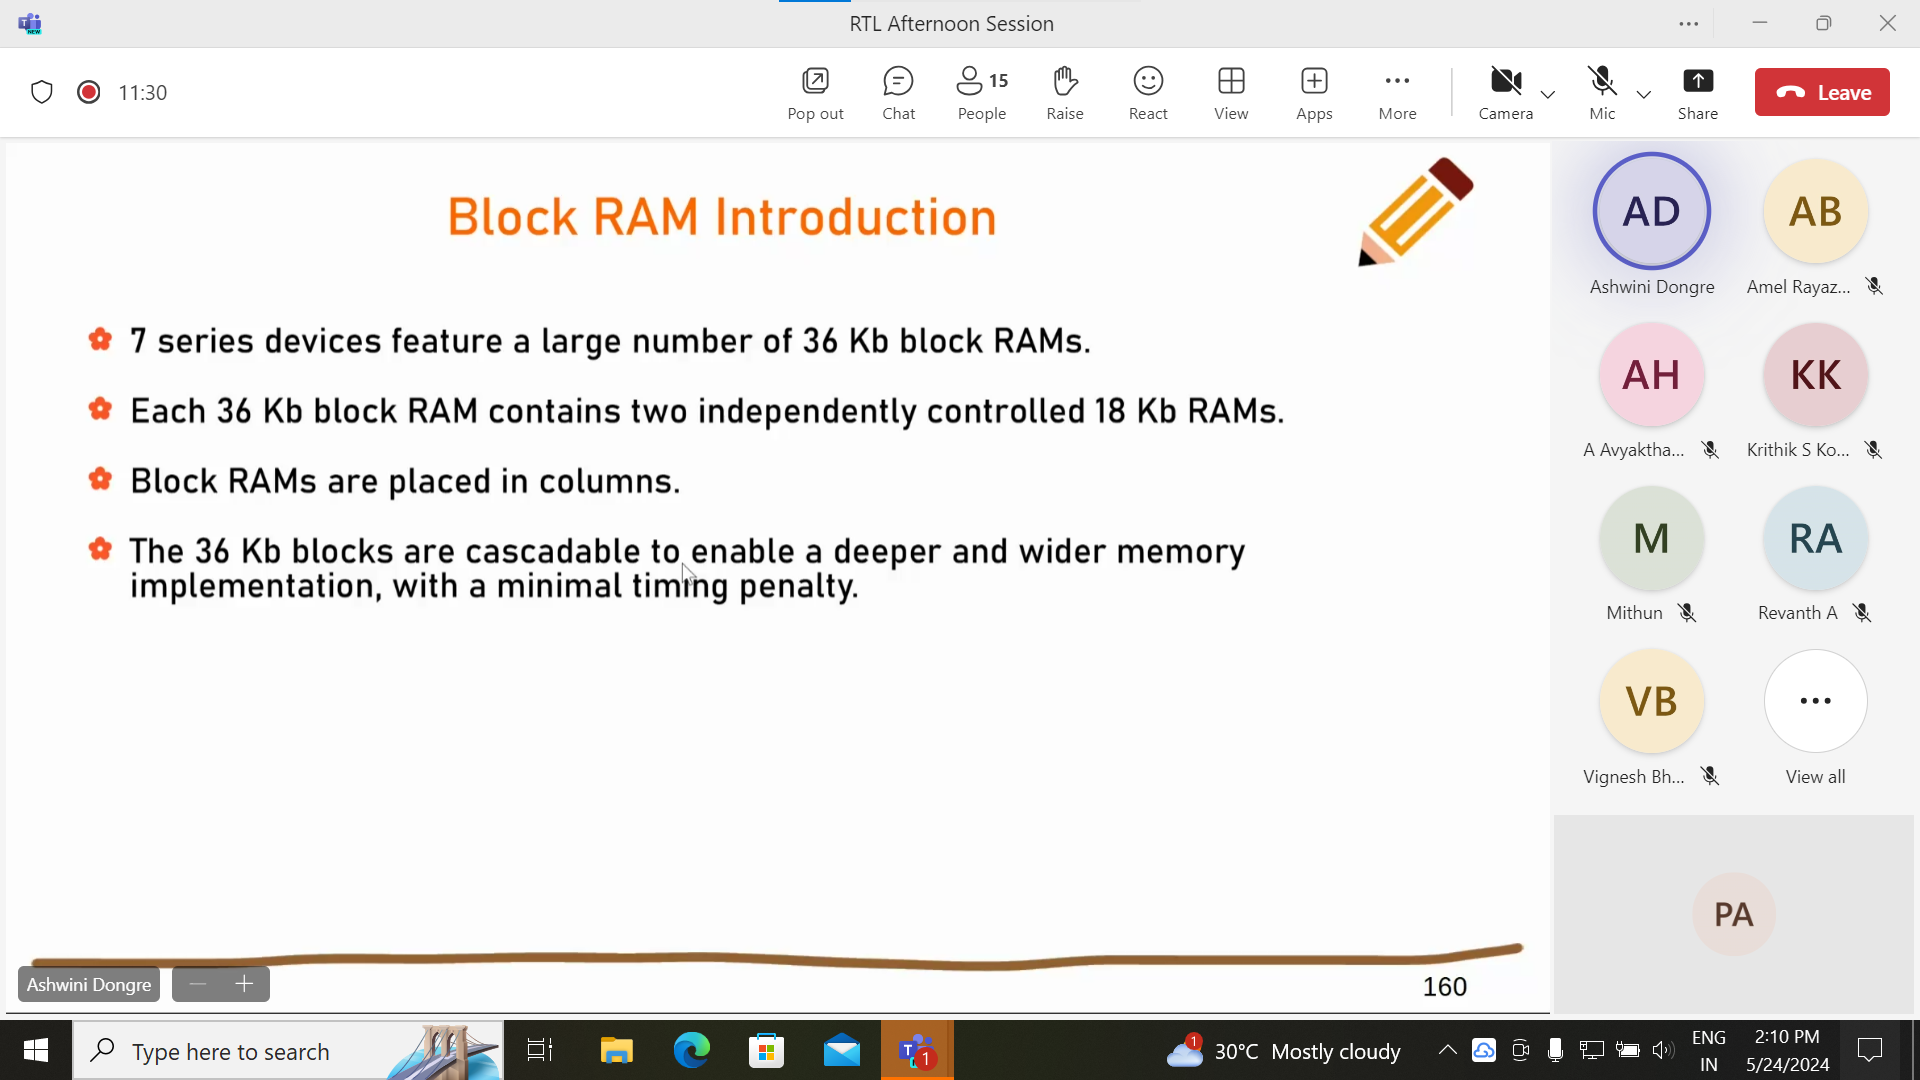 RTL Afternoon Session
NEW
11:30
Pop out
Chat
15
People
Raise
React
View
Apps
More
Camera
Mic
Share
Leave
Block RAM Introduction
7 series devices feature a large number of 36 Kb block RAMs.
Each 36 Kb block RAM contains two independently controlled 18 Kb RAMs.
Block RAMs are placed in columns.
The 36 Kb blocks are cascadable to enable a deeper and wider memory
implementation, with a minimal timing penalty.
Ashwini Dongre
160
AD
Ashwini Dongre
AB
Amel Rayaz...
AH
A Avyaktha...
KK
Krithik S Ko...
M
Mithun
RA
Revanth A
VB
Vignesh Bh...
View all
PA
Type here to search
1
1
30°C Mostly cloudy
ENG
IN
2:10 PM
5/24/2024